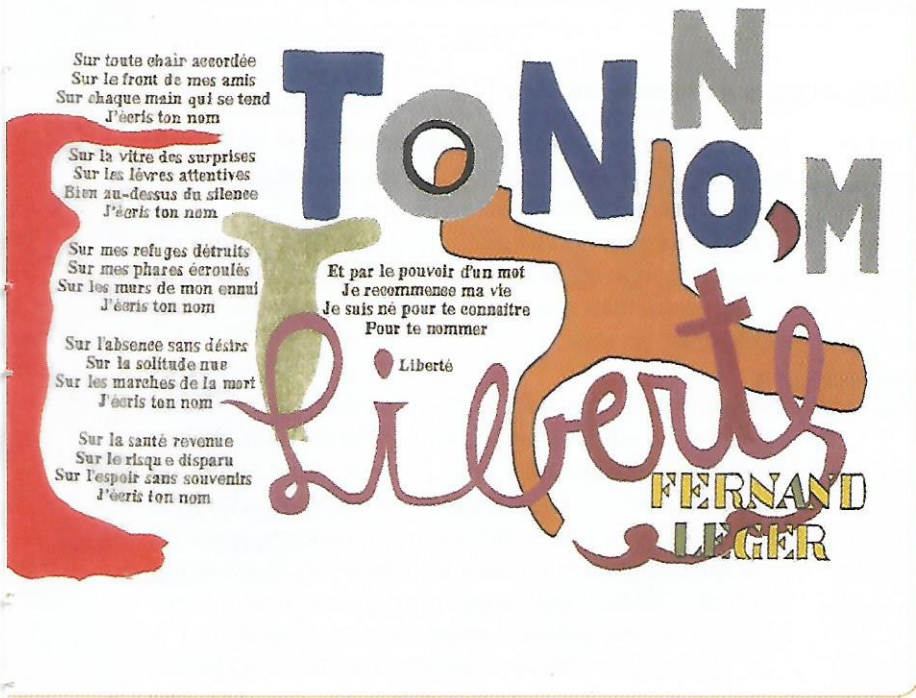 Sur toute chair accordée
Sur le front de mes amis
Sur chaque main qui se tend
J'écris ton nom
Sur la vitre des surprises
Sur les lèvres attentives
Bien au-dessus du silence
J'écris ton nom
Sur mes refuges détruits
Sur mes phares écroulés
Sur les murs de mon ennui
J'écris ton nom
Sur l'absence sans désirs
Sur la solitude nue
Sur les marches de la mort
J'écris ton nom
Sur la santé revenue
Sur le risque disparu
Sur l'espoir sans souvenirs
J'écris ton nom
Et par le pouvoir d'un mot
Je recommence ma vie
Je suis né pour te connaître
Pour te nommer
Liberté
TON NOM,
Liberté
FERNAND
LEGER